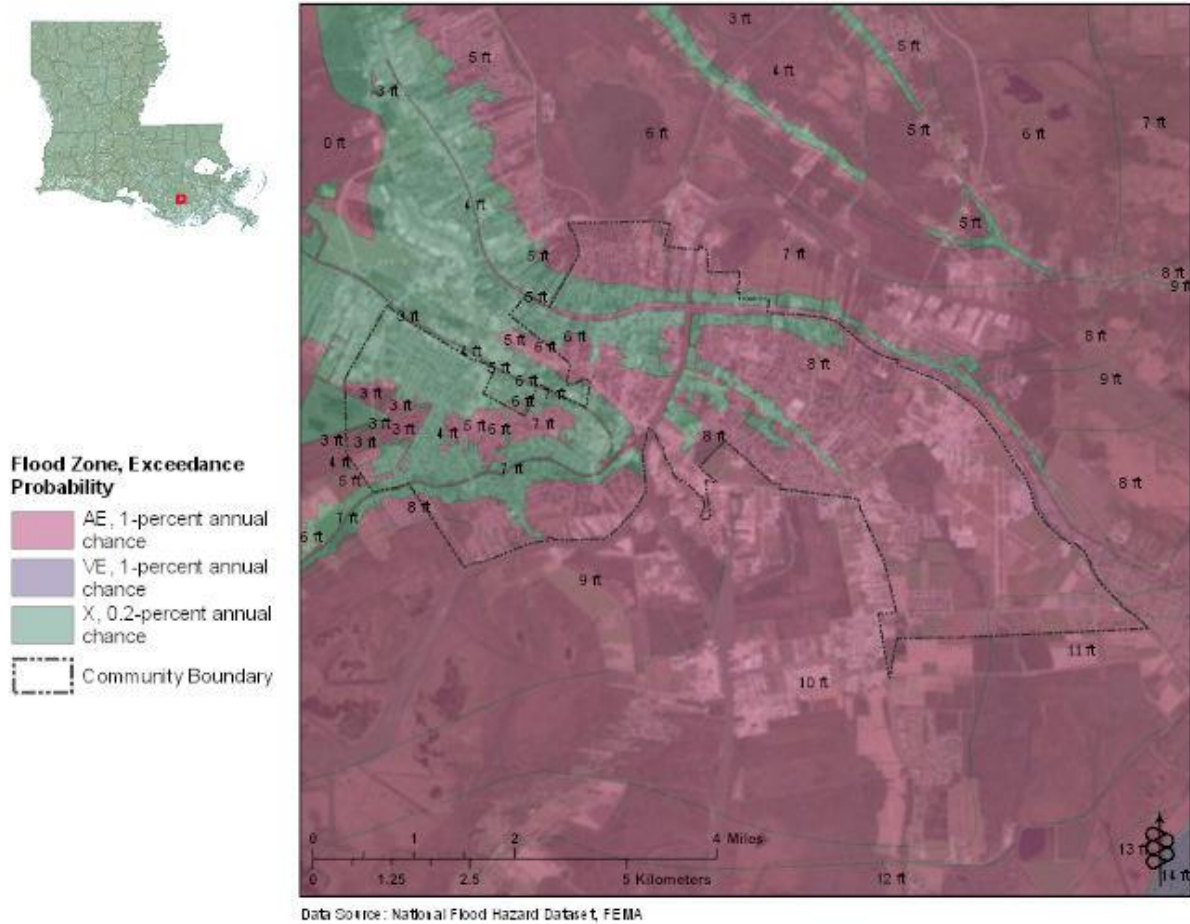 3 ft
5 ft
5 ft
4 ft
3 ft
0 ft
6 ft
5 ft
6 ft
7 ft
4 ft
5 ft
5 ft
7 ft
8 ft
9 ft
5 ft
3 ft
5 ft
6 ft
6 ft
4 ft
8 ft
8 ft
5 ft
6 ft
7 ft
9 ft
3 ft
3 ft
6 ft
3 ft
3 ft
4 ft
5 ft
6 ft
7 ft
3 ft
3 ft
8 ft
4 ft
7 ft
5 ft
8 ft
8 ft
7 ft
6 ft
9 ft
11 ft
10 ft
Flood Zone, Exceedance
Probability
AE, 1-percent annual
chance
VE, 1-percent annual
chance
X, 0.2-percent annual
chance
Community Boundary
0 1 2 4 Miles
0 1.25 2.5 5 Kilometers
13 ft
12 ft
14 ft
Data Source: National Flood Hazard Dataset, FEMA